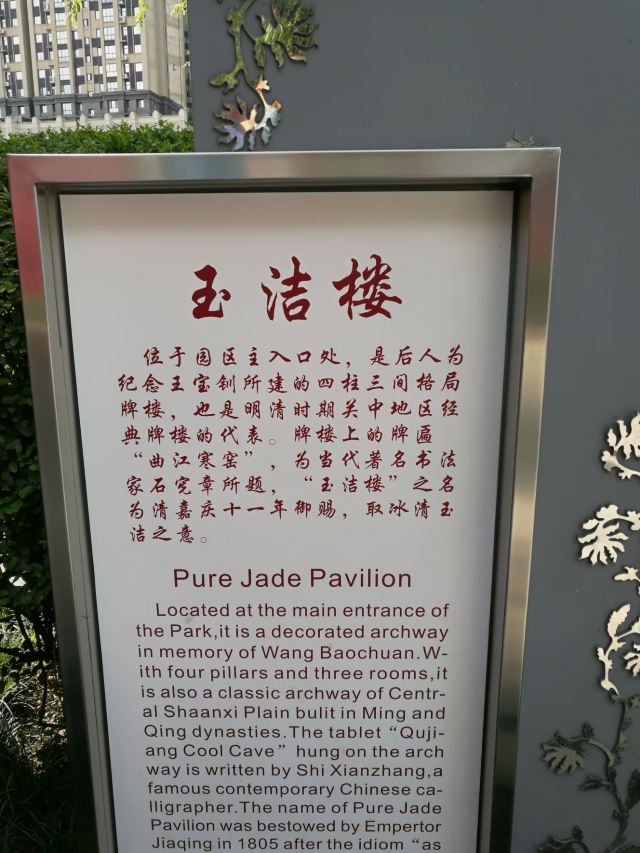 玉洁楼
位于园区主入口处，是后人为
纪念王宝钏所建的四柱三间格局
牌楼，也是明清时期关中地区经
典牌楼的代表。牌楼上的牌匾
“曲江寒窑”，为当代著名书法
家石宪章所题，“玉洁楼”之名
为清嘉庆十一年御赐，取冰清玉
洁之意。
Pure Jade Pavilion
Located at the main entrance of
the Park,it is a decorated archway
in memory of Wang Baochuan.W-
ith four pillars and three rooms,it
is also a classic archway of Centr-
al Shaanxi Plain bulit in Ming and
Qing dynasties.The tablet“Quji-
ang Cool Cave”hung on the arch
way is written by Shi Xianzhang,a
famous contemporary Chinese ca-
lligrapher.The name of Pure Jade
Pavilion was bestowed by Empertor
Jiaqing in 1805 after the idiom“as